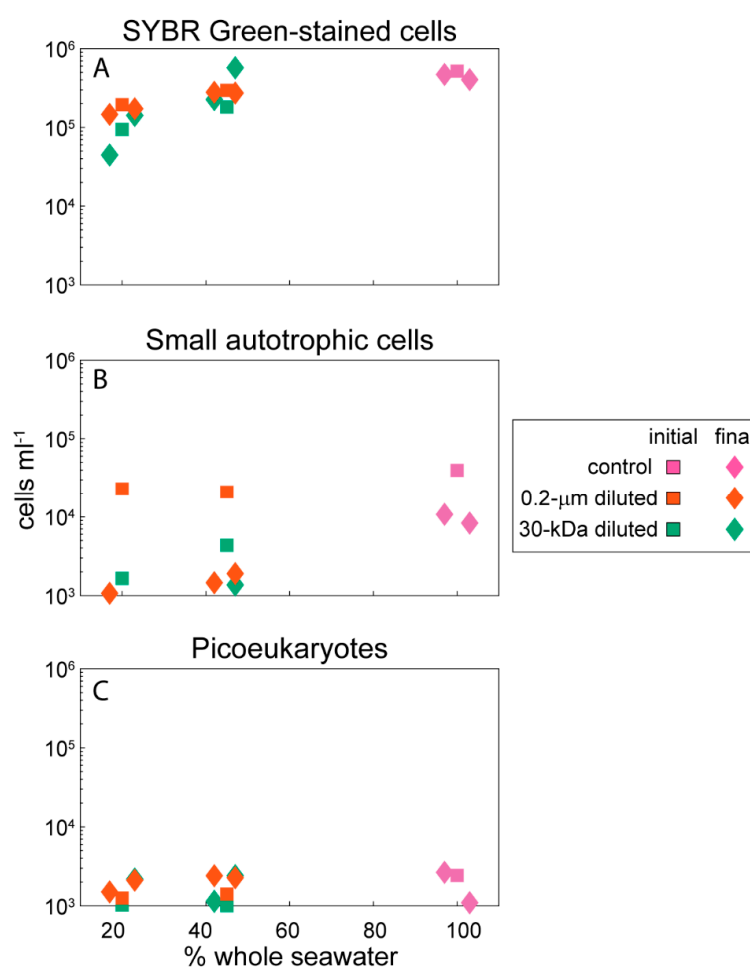 SYBR Green-stained cells
A
10⁶
10⁵
10⁴
10³
Small autotrophic cells
B
10⁶
10⁵
10⁴
10³
cells ml⁻¹
initial fina
control
0.2-μm diluted
30-kDa diluted
Picoeukaryotes
C
10⁶
10⁵
10⁴
10³
20 40 60 80 100
% whole seawater